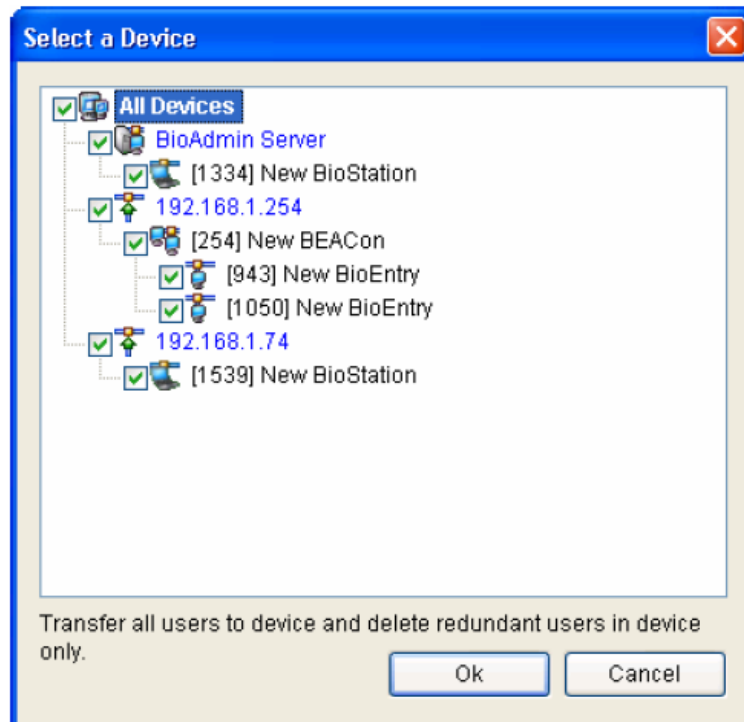 Select a Device
All Devices
BioAdmin Server
[1334] New BioStation
192.168.1.254
[254] New BEACon
[943] New BioEntry
[1050] New BioEntry
192.168.1.74
[1539] New BioStation
Transfer all users to device and delete redundant users in device
only.
Ok Cancel